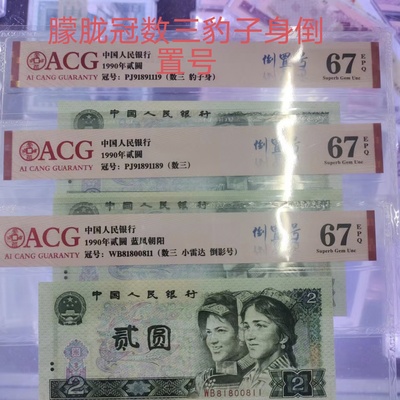 朦胧冠数三豹子身倒
置号
ACG
AI CANG GUARANTY
中国人民银行
1990年贰圆
冠号：PJ91891119（数三 豹子身）
倒置号
67 EPQ
Superb Gem Unc
ACG
AI CANG GUARANTY
中国人民银行
1990年贰圆
冠号：PJ91891189（数三）
倒置号
67 EPQ
Superb Gem Unc
ACG
AI CANG GUARANTY
中国人民银行
1990年贰圆 蓝凤朝阳
冠号：WB81800811（数三 小雷达 倒影号）
倒置号
67 EPQ
Superb Gem Unc
中国人民银行
贰圆
2
2
WB81800811
2